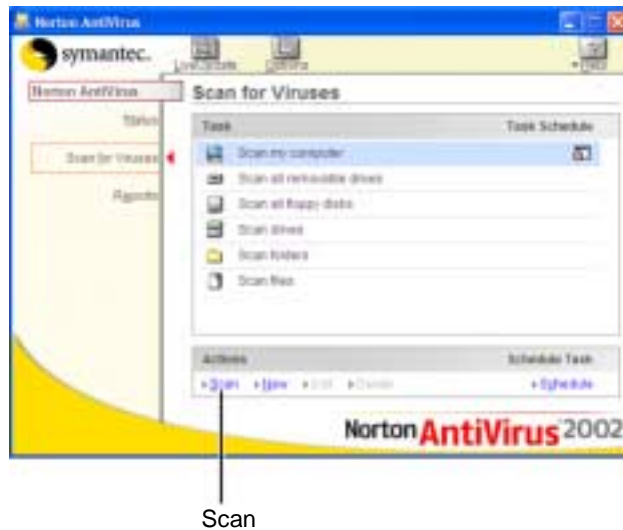 Norton AntiVirus
symantec.
LiveUpdate Options Help
Norton AntiVirus
Scan for Viruses
Status
Task Task Schedule
Scan for Viruses
Scan my computer
Reports
Scan all removable drives
Scan all floppy disks
Scan drives
Scan folders
Scan files
Actions Schedule Task
Scan New Edit Delete Schedule
Norton AntiVirus 2002
Scan